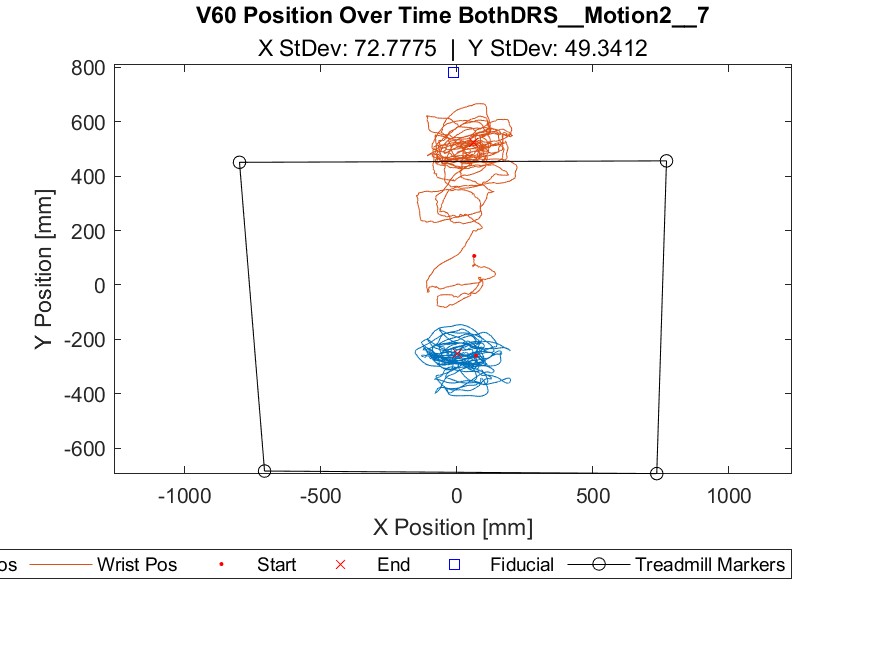 V60 Position Over Time BothDRS__Motion2__7
X StDev: 72.7775 | Y StDev: 49.3412
800
600
400
200
0
-200
-400
-600
Y Position [mm]
-1000 -500 0 500 1000
X Position [mm]
os Wrist Pos Start End Fiducial Treadmill Markers